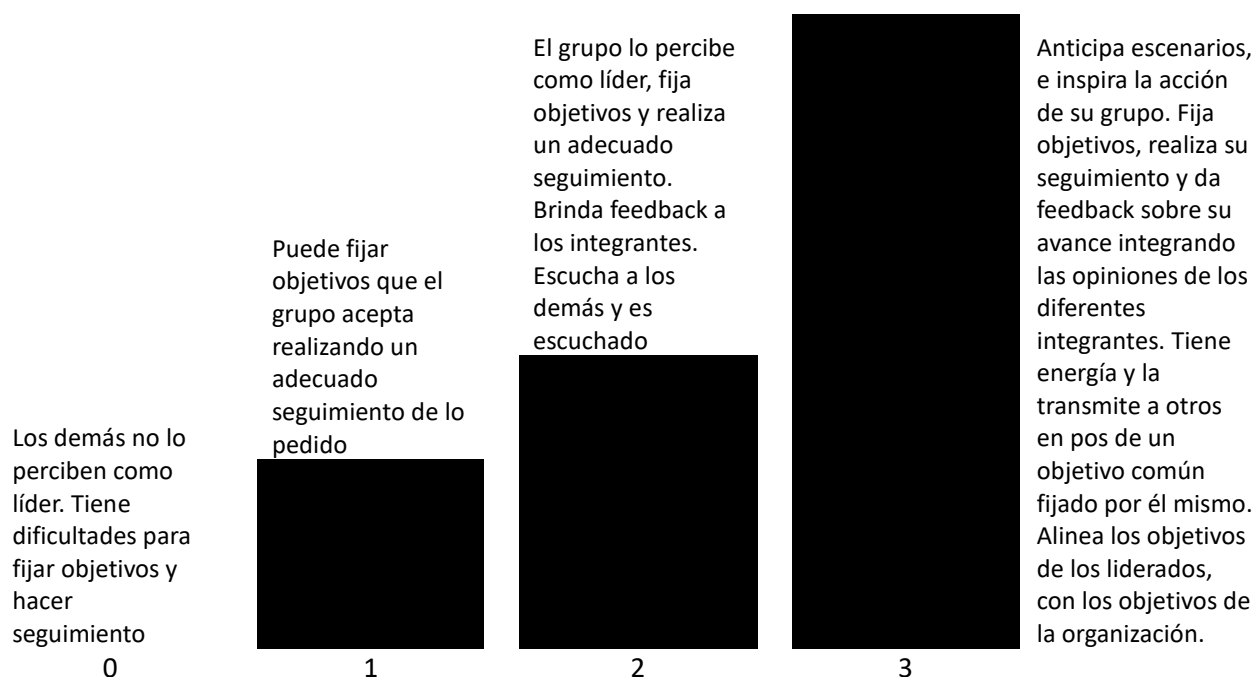 Los demás no lo
perciben como
líder. Tiene
dificultades para
fijar objetivos y
hacer
seguimiento
0
Puede fijar
objetivos que el
grupo acepta
realizando un
adecuado
seguimiento de lo
pedido
1
El grupo lo percibe
como líder, fija
objetivos y realiza
un adecuado
seguimiento.
Brinda feedback a
los integrantes.
Escucha a los
demás y es
escuchado
2
Anticipa escenarios,
e inspira la acción
de su grupo. Fija
objetivos, realiza su
seguimiento y da
feedback sobre su
avance integrando
las opiniones de los
diferentes
integrantes. Tiene
energía y la
transmite a otros
en pos de un
objetivo común
fijado por él mismo.
Alinea los objetivos
de los liderados,
con los objetivos de
la organización.
3